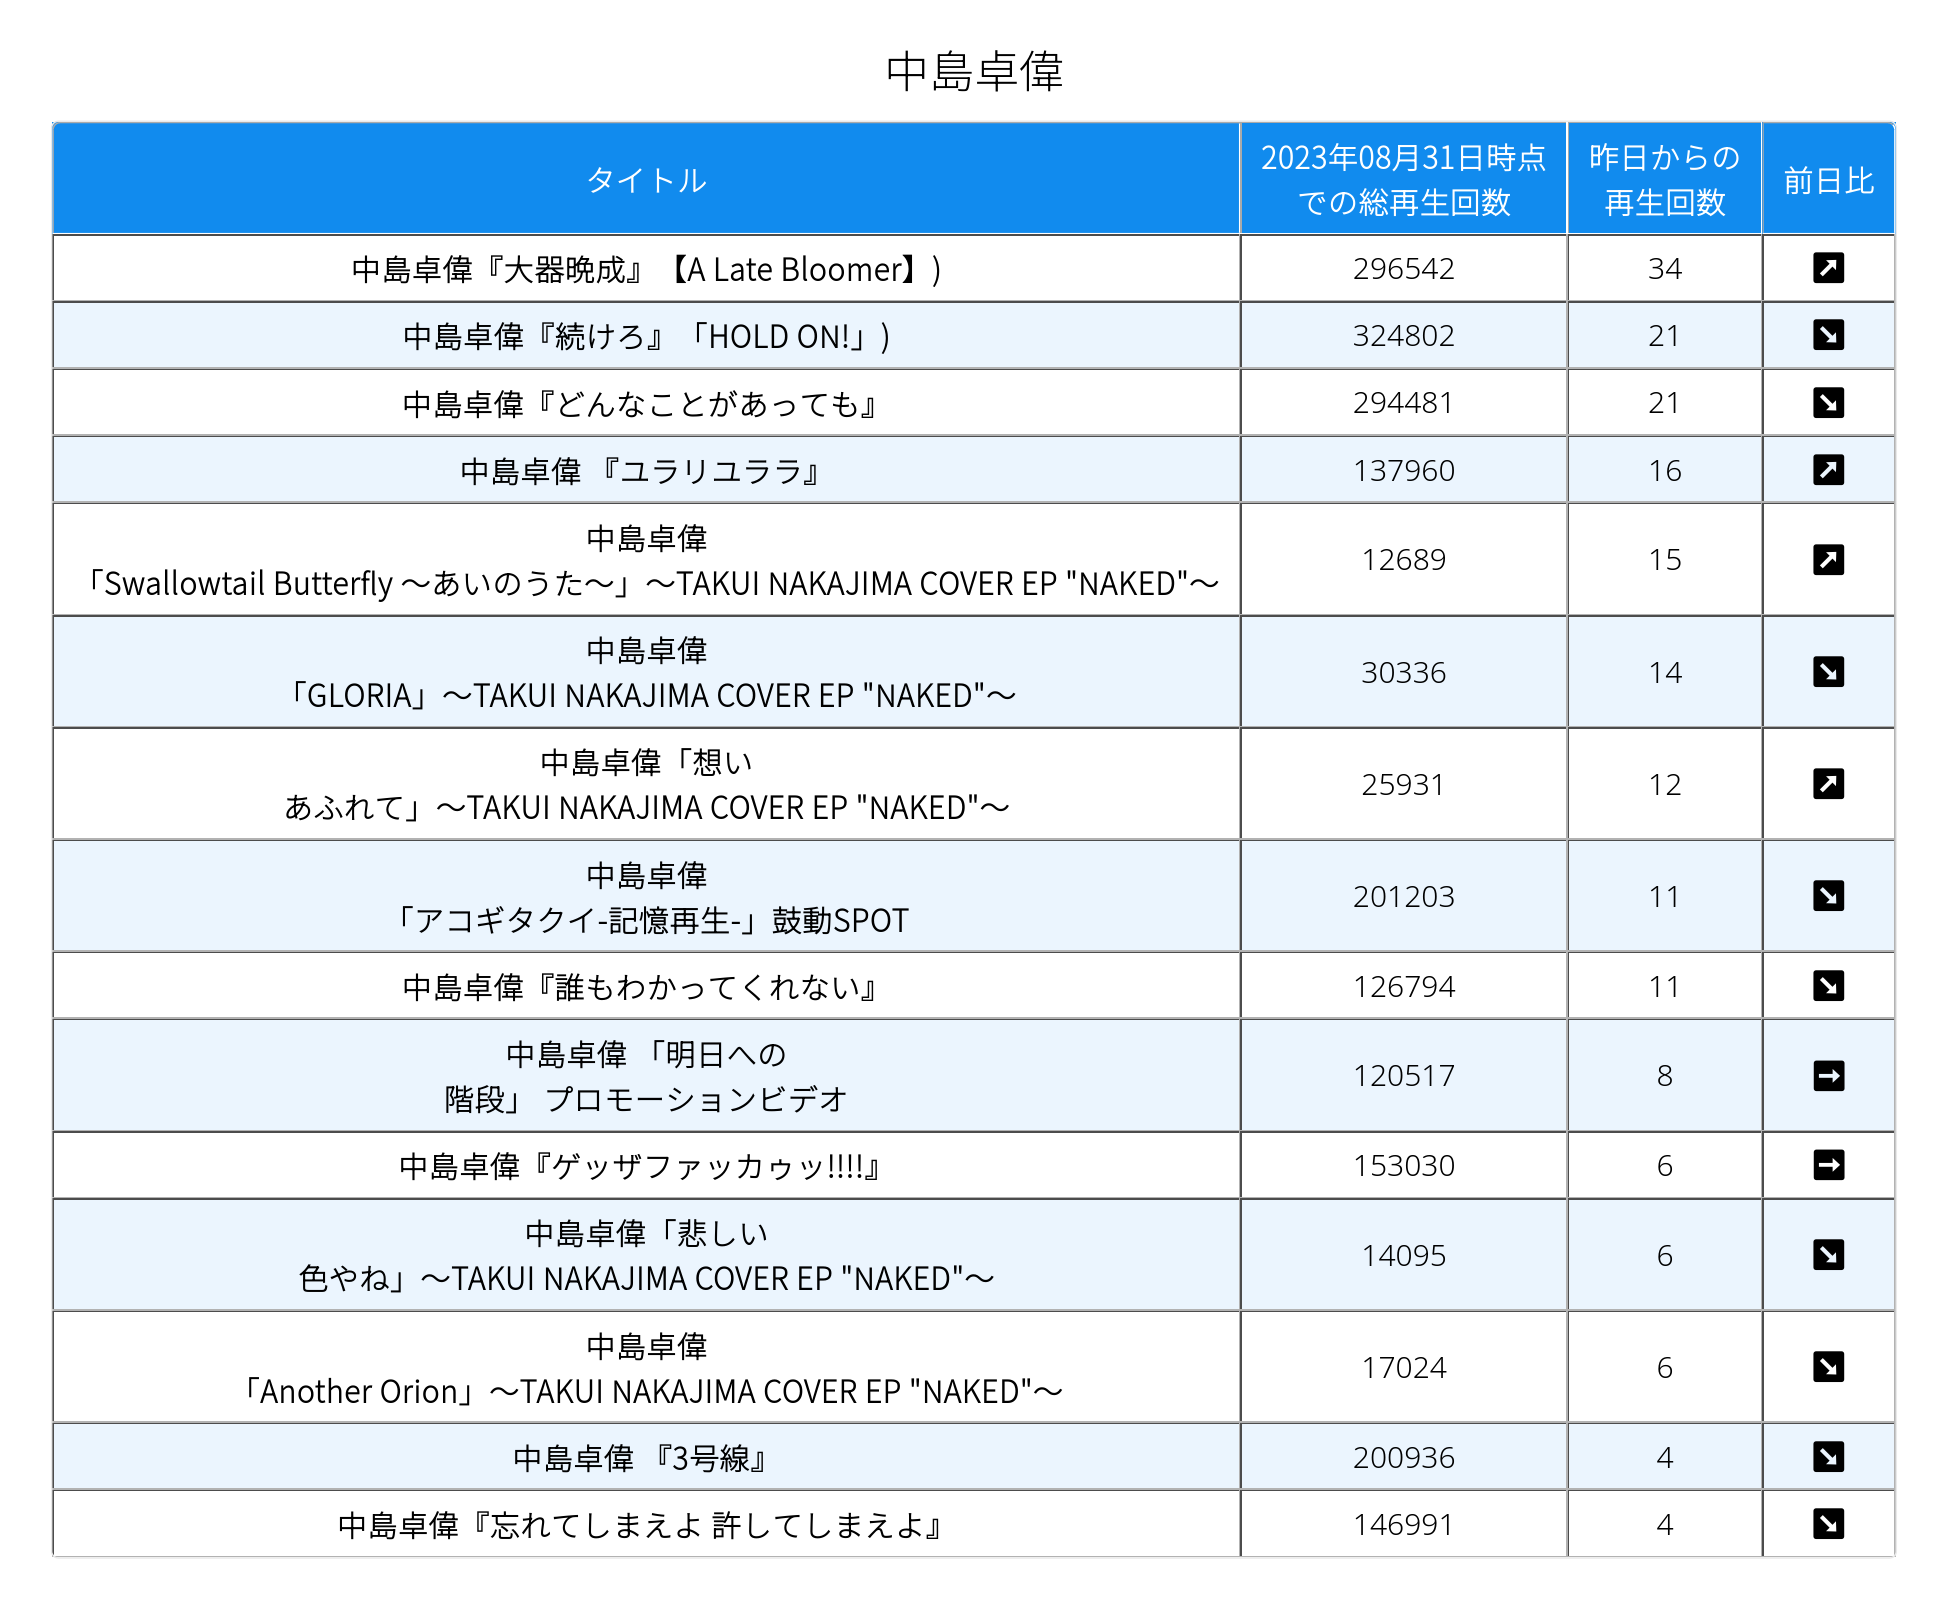 中島卓偉
タイトル
2023年08月31日時点
での総再生回数
昨日からの
再生回数
前日比
中島卓偉『大器晩成』【A Late Bloomer】)
296542
34
中島卓偉『続けろ』「HOLD ON!」)
324802
21
中島卓偉『どんなことがあっても』
294481
21
中島卓偉 『ユラリユララ』
137960
16
中島卓偉
「Swallowtail Butterfly ～あいのうた～」～TAKUI NAKAJIMA COVER EP "NAKED"～
12689
15
中島卓偉
「GLORIA」～TAKUI NAKAJIMA COVER EP "NAKED"～
30336
14
中島卓偉「想い
あふれて」～TAKUI NAKAJIMA COVER EP "NAKED"～
25931
12
中島卓偉
「アコギタクイ-記憶再生-」鼓動SPOT
201203
11
中島卓偉『誰もわかってくれない』
126794
11
中島卓偉 「明日への
階段」 プロモーションビデオ
120517
8
中島卓偉『ゲッザファッカゥッ!!!!』
153030
6
中島卓偉「悲しい
色やね」～TAKUI NAKAJIMA COVER EP "NAKED"～
14095
6
中島卓偉
「Another Orion」～TAKUI NAKAJIMA COVER EP "NAKED"～
17024
6
中島卓偉 『3号線』
200936
4
中島卓偉『忘れてしまえよ 許してしまえよ』
146991
4